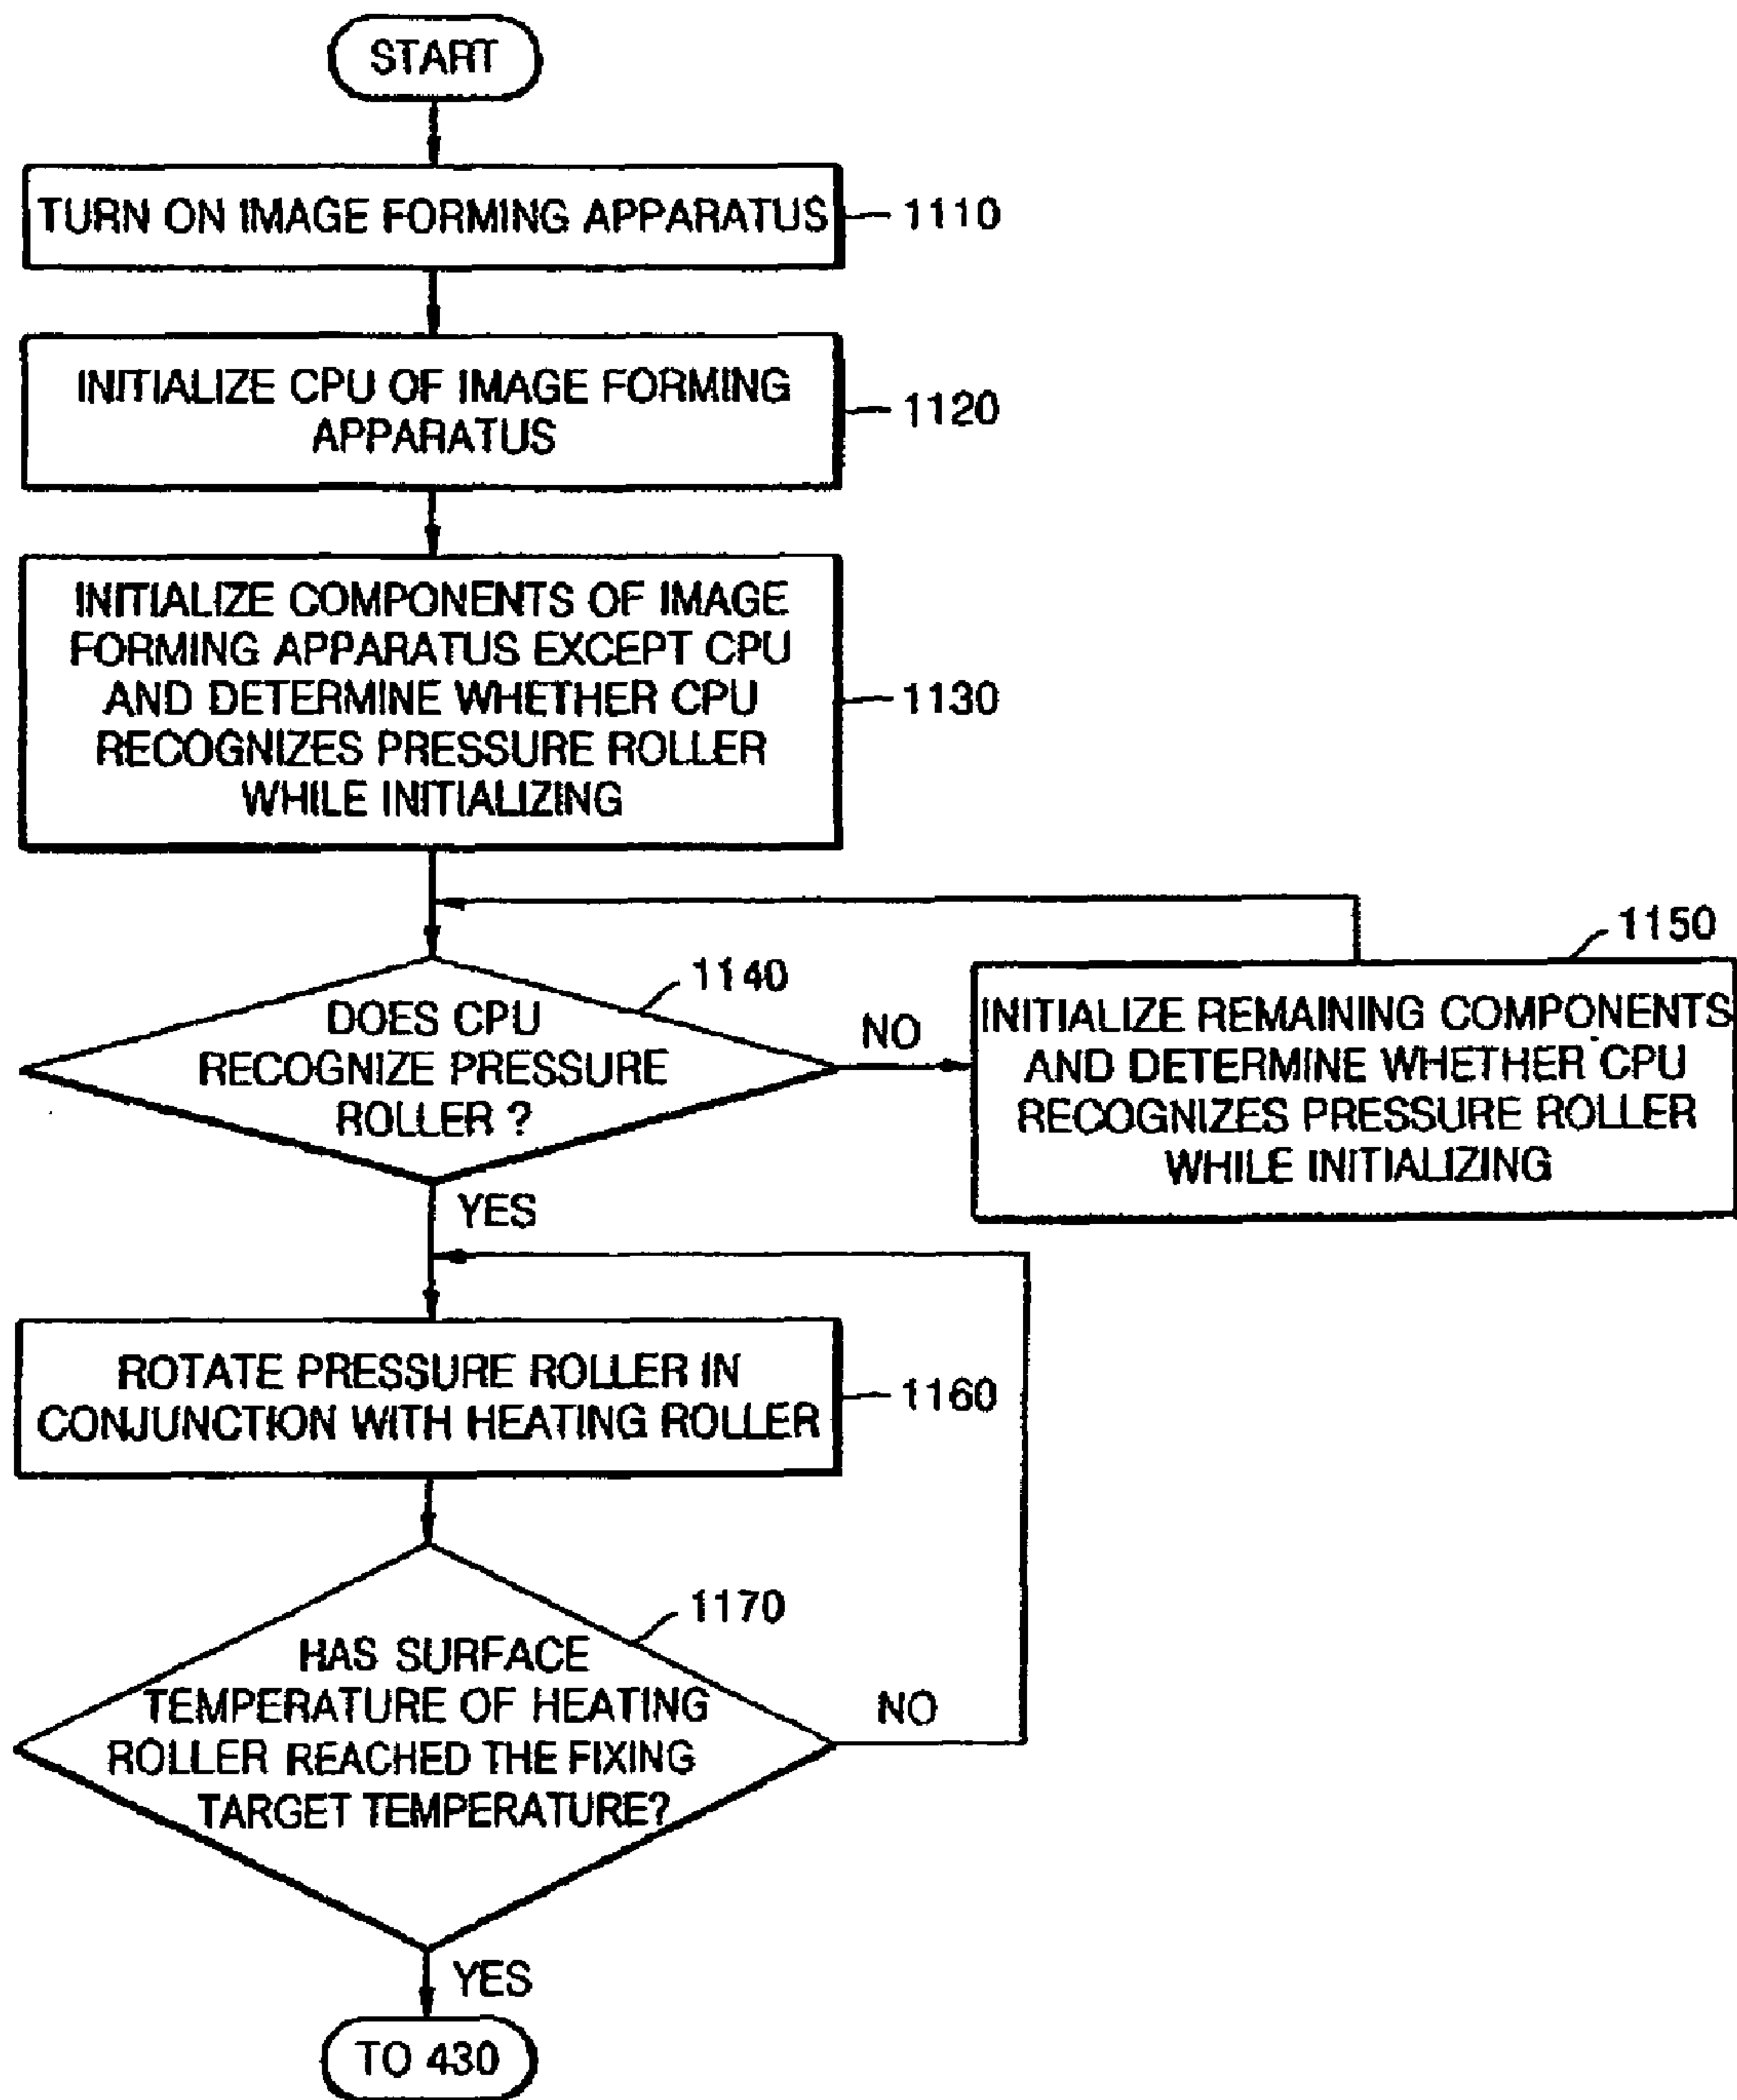 START
TURN ON IMAGE FORMING APPARATUS
1110
INITIALIZE CPU OF IMAGE FORMING
APPARATUS
1120
INITIALIZE COMPONENTS OF IMAGE
FORMING APPARATUS EXCEPT CPU
AND DETERMINE WHETHER CPU
RECOGNIZES PRESSURE ROLLER
WHILE INITIALIZING
1130
1140
DOES CPU
RECOGNIZE PRESSURE
ROLLER ?
NO
1150
INITIALIZE REMAINING COMPONENTS
AND DETERMINE WHETHER CPU
RECOGNIZES PRESSURE ROLLER
WHILE INITIALIZING
YES
ROTATE PRESSURE ROLLER IN
CONJUNCTION WITH HEATING ROLLER
1160
1170
HAS SURFACE
TEMPERATURE OF HEATING
ROLLER REACHED THE FIXING
TARGET TEMPERATURE?
NO
YES
TO 430